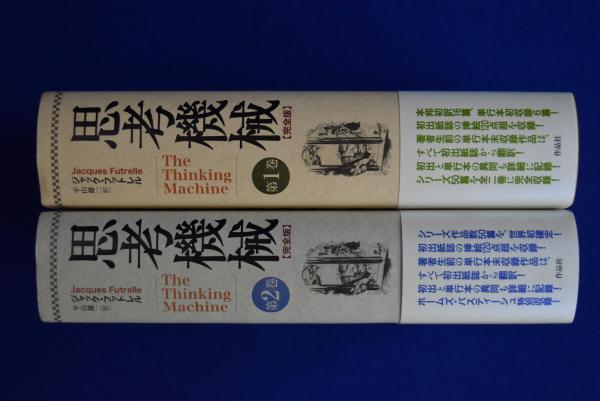 思考機械
【完全版】
Jacques Futrelle
ジャック・フットレル
平山雄一 訳
The
Thinking
Machine
第1巻
本邦初訳16篇、単行本初収録6篇！
初出紙誌の挿絵120点超を収録！
著者生前の単行本未収録作品は、
すべて初出紙誌から翻訳！
初出と単行本の異同も詳細に記録！
シリーズ50篇を全二巻に完全収録！
作品社
思考機械
【完全版】
Jacques Futrelle
ジャック・フットレル
平山雄一 訳
The
Thinking
Machine
第2巻
シリーズ作品数50篇を、世界初確定！
初出紙誌の挿絵120点超を収録！
著者生前の単行本未収録作品は、
すべて初出紙誌から翻訳！
初出と単行本の異同も詳細に記録！
ホームズ・パスティーシュ特別収録！
作品社